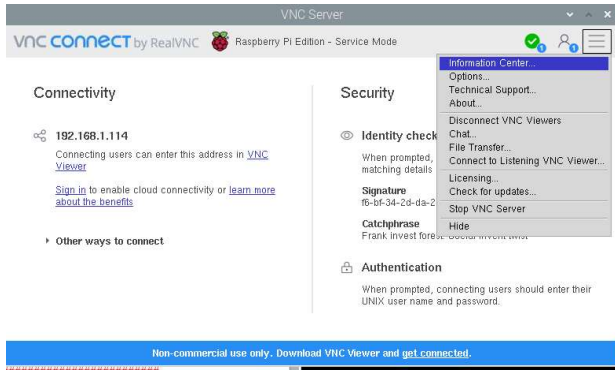 VNC Server
VNC CONNECT by RealVNC
Raspberry Pi Edition - Service Mode
Connectivity
192.168.1.114
Connecting users can enter this address in VNC
Viewer
Sign in to enable cloud connectivity or learn more
about the benefits
Other ways to connect
Security
Identity check
When prompted,
matching details
Signature
f6-bf-34-2d-da-2
Catchphrase
Frank invest
Authentication
When prompted, connecting users should enter their
UNIX user name and password.
Information Center...
Options...
Technical Support...
About...
Disconnect VNC Viewers
Chat...
File Transfer...
Connect to Listening VNC Viewer...
Licensing...
Check for updates...
Stop VNC Server
Hide
Non-commercial use only. Download VNC Viewer and get connected.